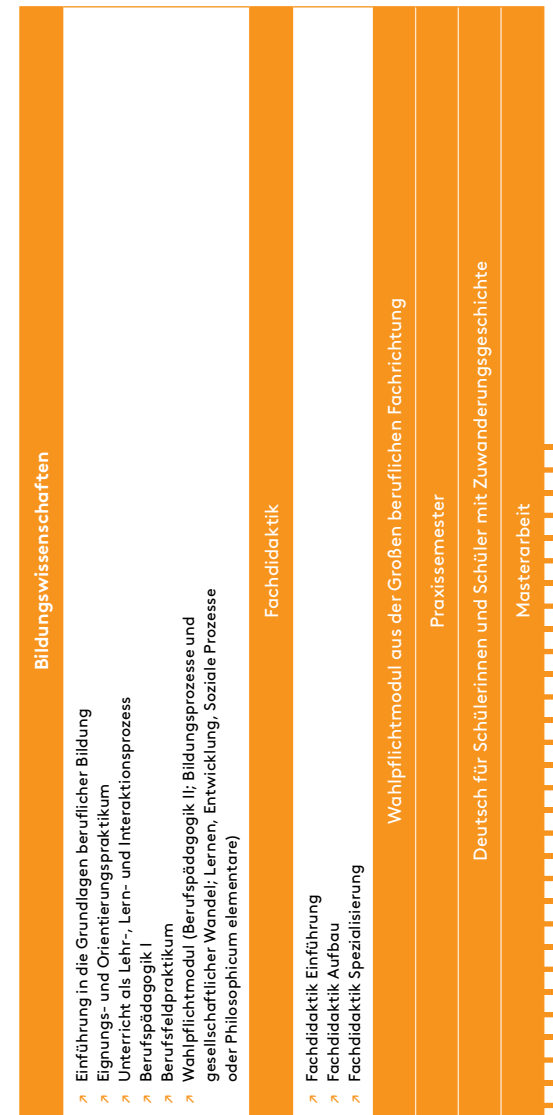 Bildungswissenschaften
↗ Einführung in die Grundlagen beruflicher Bildung
↗ Eignungs- und Orientierungspraktikum
↗ Unterricht als Lehr-, Lern- und Interaktionsprozess
↗ Berufspädagogik I
↗ Berufsfeldpraktikum
↗ Wahlpflichtmodul (Berufspädagogik II; Bildungsprozesse und
gesellschaftlicher Wandel; Lernen, Entwicklung, Soziale Prozesse
oder Philosophicum elementare)
Fachdidaktik
↗ Fachdidaktik Einführung
↗ Fachdidaktik Aufbau
↗ Fachdidaktik Spezialisierung
Wahlpflichtmodul aus der Großen beruflichen Fachrichtung
Praxissemester
Deutsch für Schülerinnen und Schüler mit Zuwanderungsgeschichte
Masterarbeit